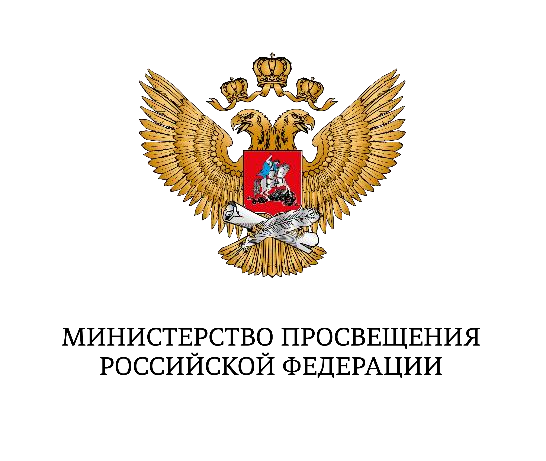 МИНИСТЕРСТВО ПРОСВЕЩЕНИЯ
РОССИЙСКОЙ ФЕДЕРАЦИИ